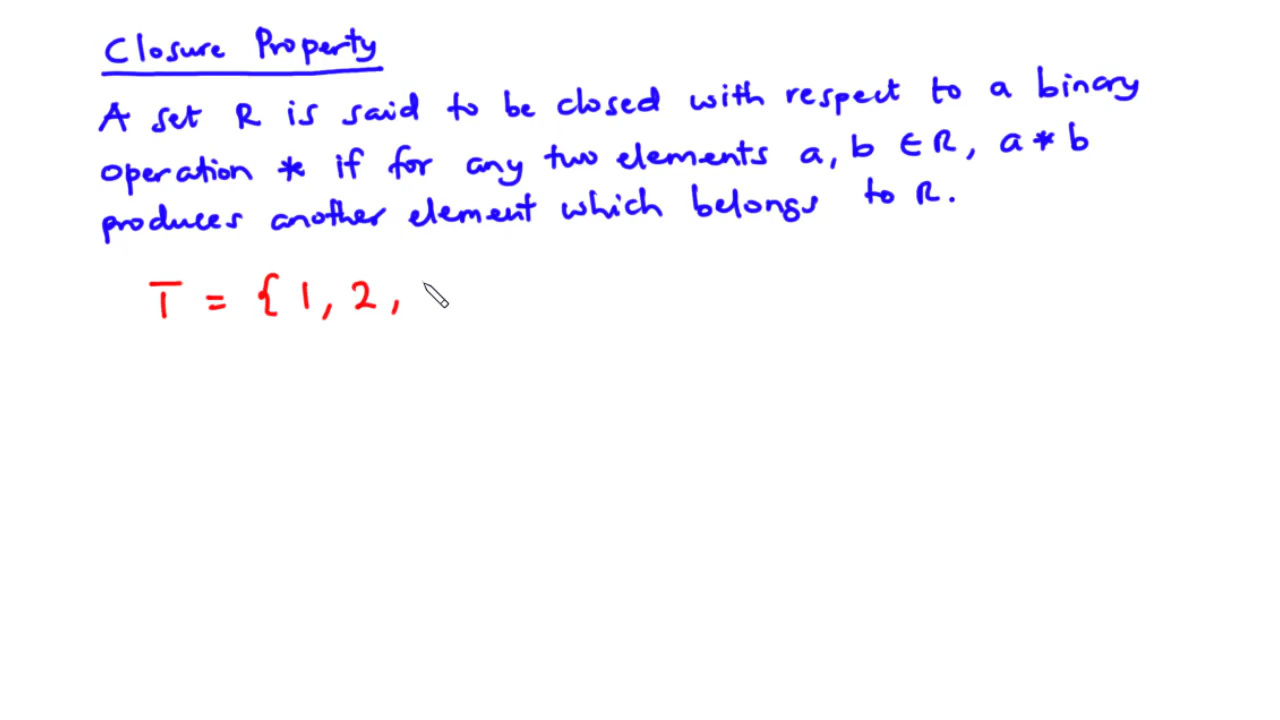 Closure Property
A set R is said to be closed with respect to a binary
operation * if for any two elements a, b ∈ R, a * b
produces another element which belongs to R.
T = { 1, 2,